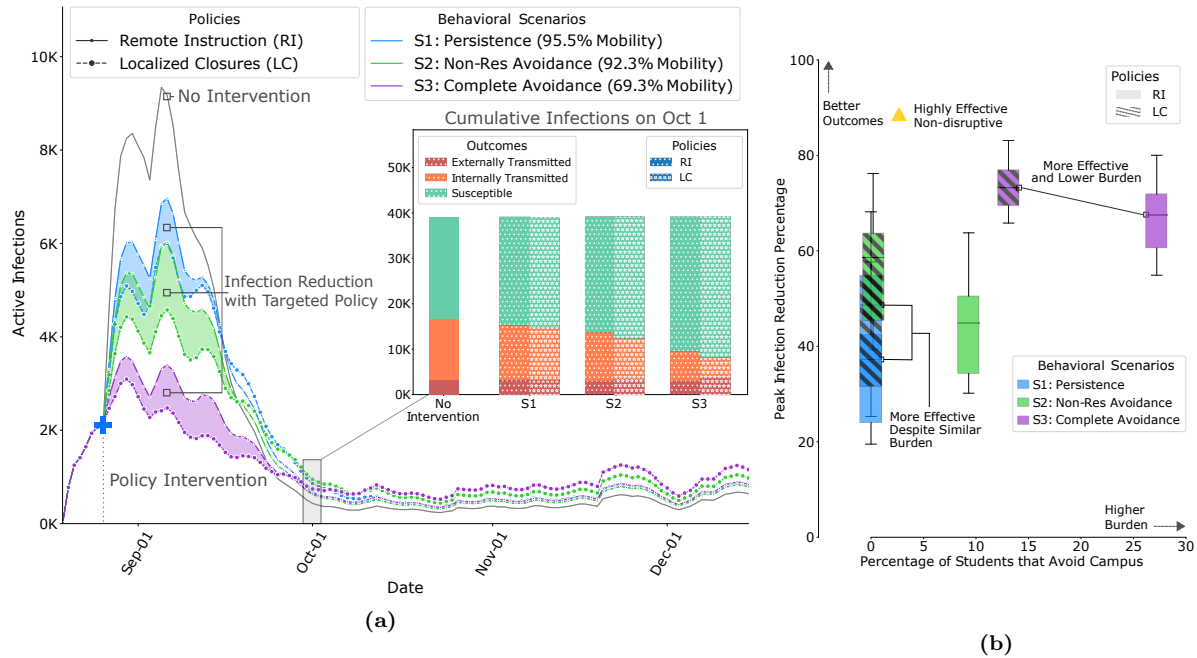 Policies
Remote Instruction (RI)
Localized Closures (LC)
Behavioral Scenarios
S1: Persistence (95.5% Mobility)
S2: Non-Res Avoidance (92.3% Mobility)
S3: Complete Avoidance (69.3% Mobility)
10K
8K
6K
4K
2K
0K
Active Infections
No Intervention
Infection Reduction
with Targeted Policy
Policy Intervention
Sep-01
Oct-01
Nov-01
Dec-01
Date
Cumulative Infections on Oct 1
Outcomes
Externally Transmitted
Internally Transmitted
Susceptible
Policies
RI
LC
50K
40K
30K
20K
10K
0K
No
Intervention
S1
S2
S3
(a)
100
80
60
40
20
0
Peak Infection Reduction Percentage
Better
Outcomes
Highly Effective
Non-disruptive
Policies
RI
LC
More Effective
and Lower Burden
More Effective
Despite Similar
Burden
Behavioral Scenarios
S1: Persistence
S2: Non-Res Avoidance
S3: Complete Avoidance
Higher
Burden
0
5
10
15
20
25
30
Percentage of Students that Avoid Campus
(b)